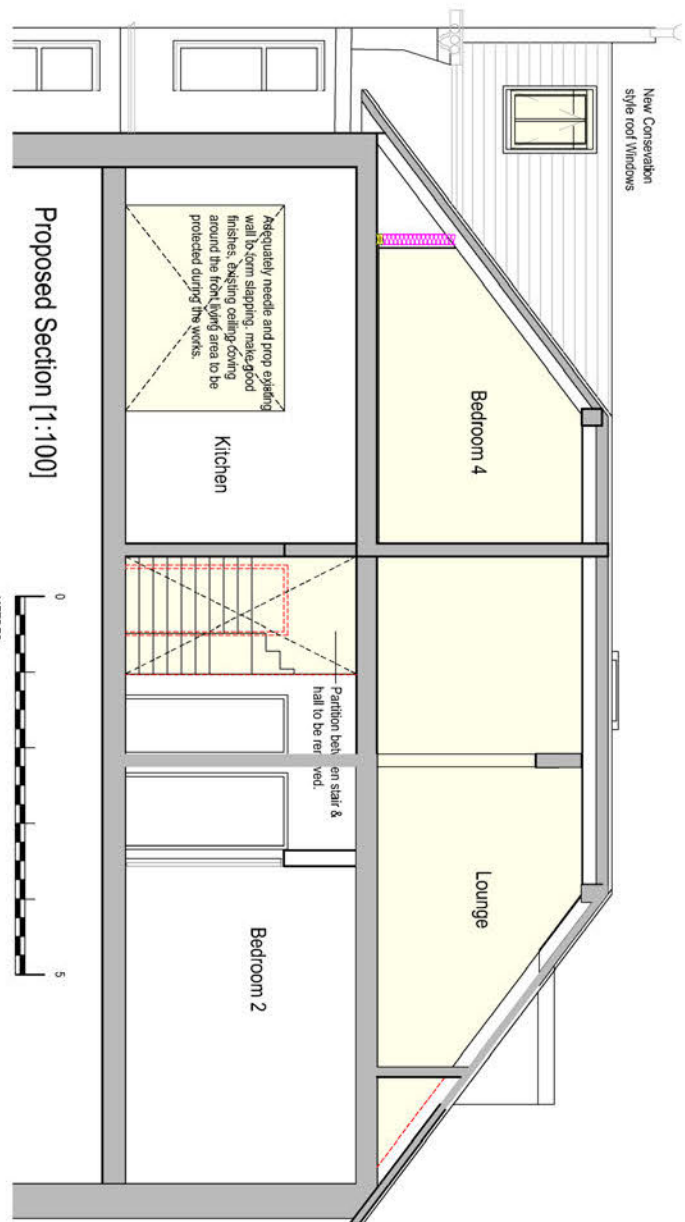 New Consevation
style roof Windows
Bedroom 4
Lounge
Adequately needle and prop existing
wall to form slapping. make good
finishes, existing ceiling coving
around the front living area to be
protected during the works.
Kitchen
Partition between stair &
hall to be removed.
Bedroom 2
Proposed Section [1:100]
0
5